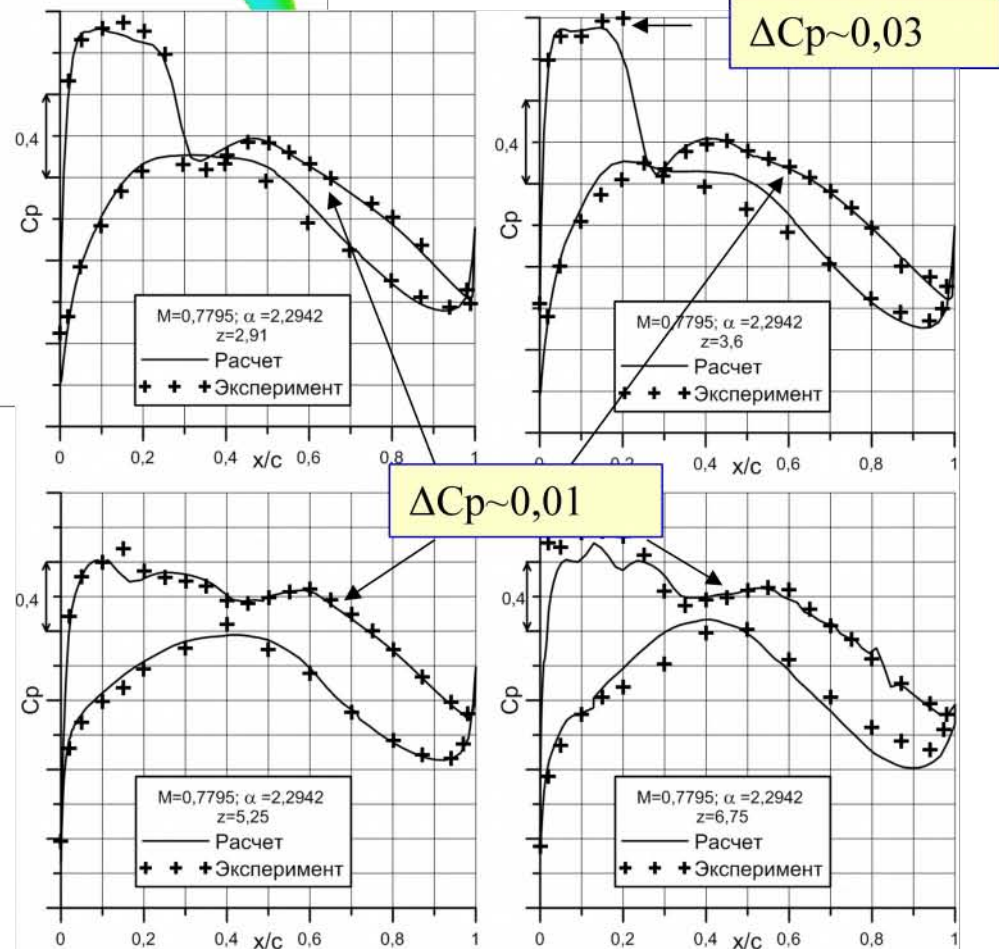 ΔCp~0,03
0,4
Cp
M=0,7795; α =2,2942
z=2,91
Расчет
Эксперимент
0 0,2 x/c 0,6 0,8 1
0,4
Cp
M=0,7795; α =2,2942
z=3,6
Расчет
Эксперимент
0 0,2 0,4 x/c 0,6 0,8 1
ΔCp~0,01
0,4
Cp
M=0,7795; α =2,2942
z=5,25
Расчет
Эксперимент
0 0,2 0,4 x/c 0,6 0,8 1
0,4
Cp
M=0,7795; α =2,2942
z=6,75
Расчет
Эксперимент
0 0,2 0,4 x/c 0,6 0,8 1